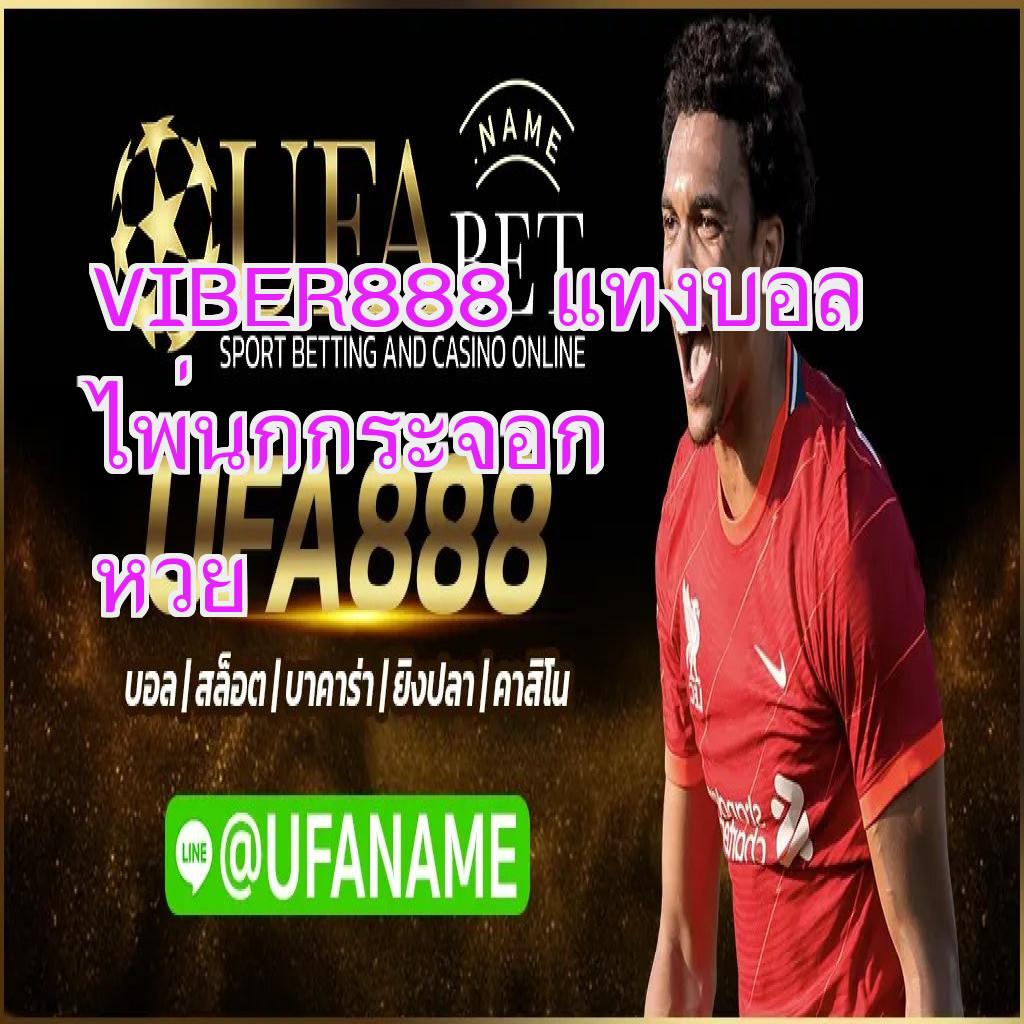 .NAME
UFA BET
VIBER888 แทงบอล
SPORT BETTING AND CASINO ONLINE
ไพ่นกกระจอก
UFA888
หวย
บอล | สล็อต | บาคาร่า | ยิงปลา | คาสิโน
LINE @UFANAME